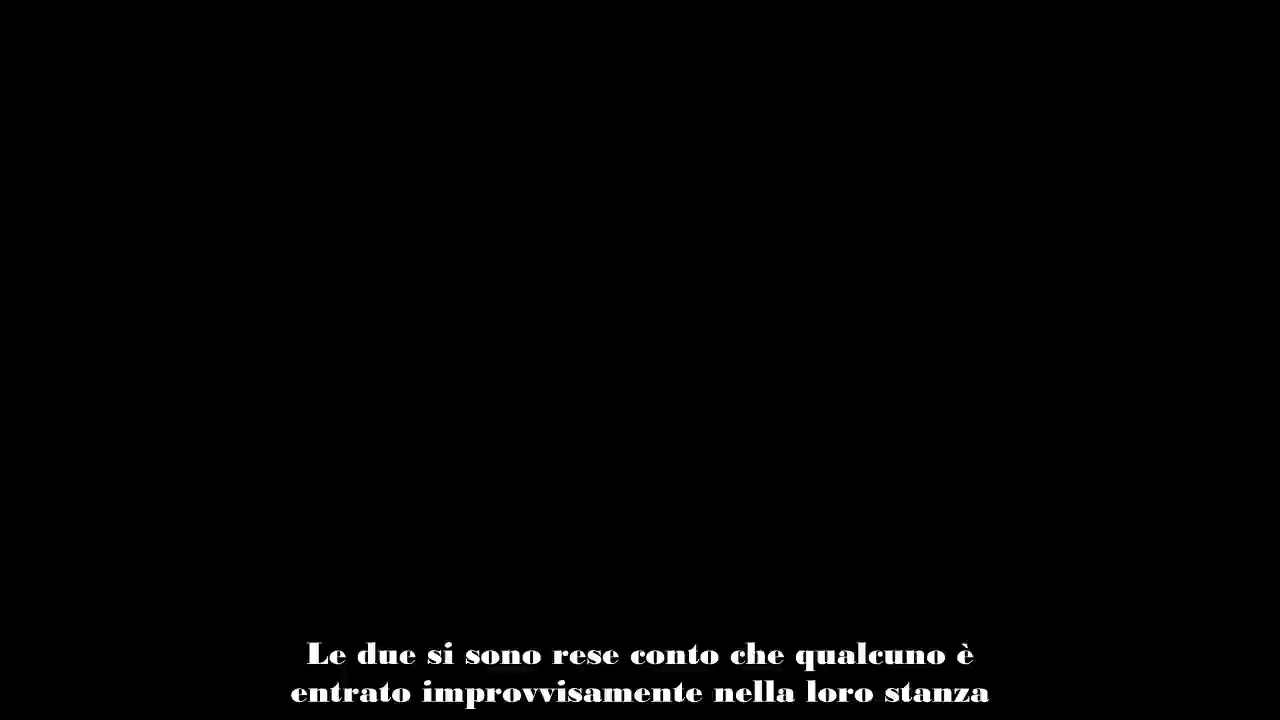 Le due si sono rese conto che qualcuno è
entrato improvvisamente nella loro stanza